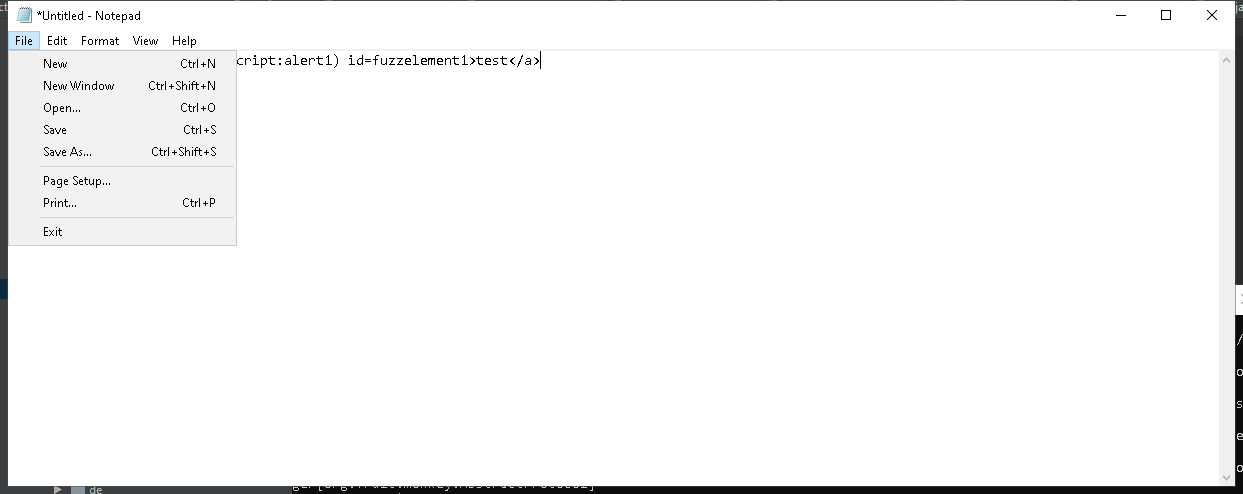 *Untitled - Notepad
File Edit Format View Help
cript:alert1) id=fuzzelement1>test</a>
New Ctrl+N
New Window Ctrl+Shift+N
Open... Ctrl+O
Save Ctrl+S
Save As... Ctrl+Shift+S
Page Setup...
Print... Ctrl+P
Exit
de